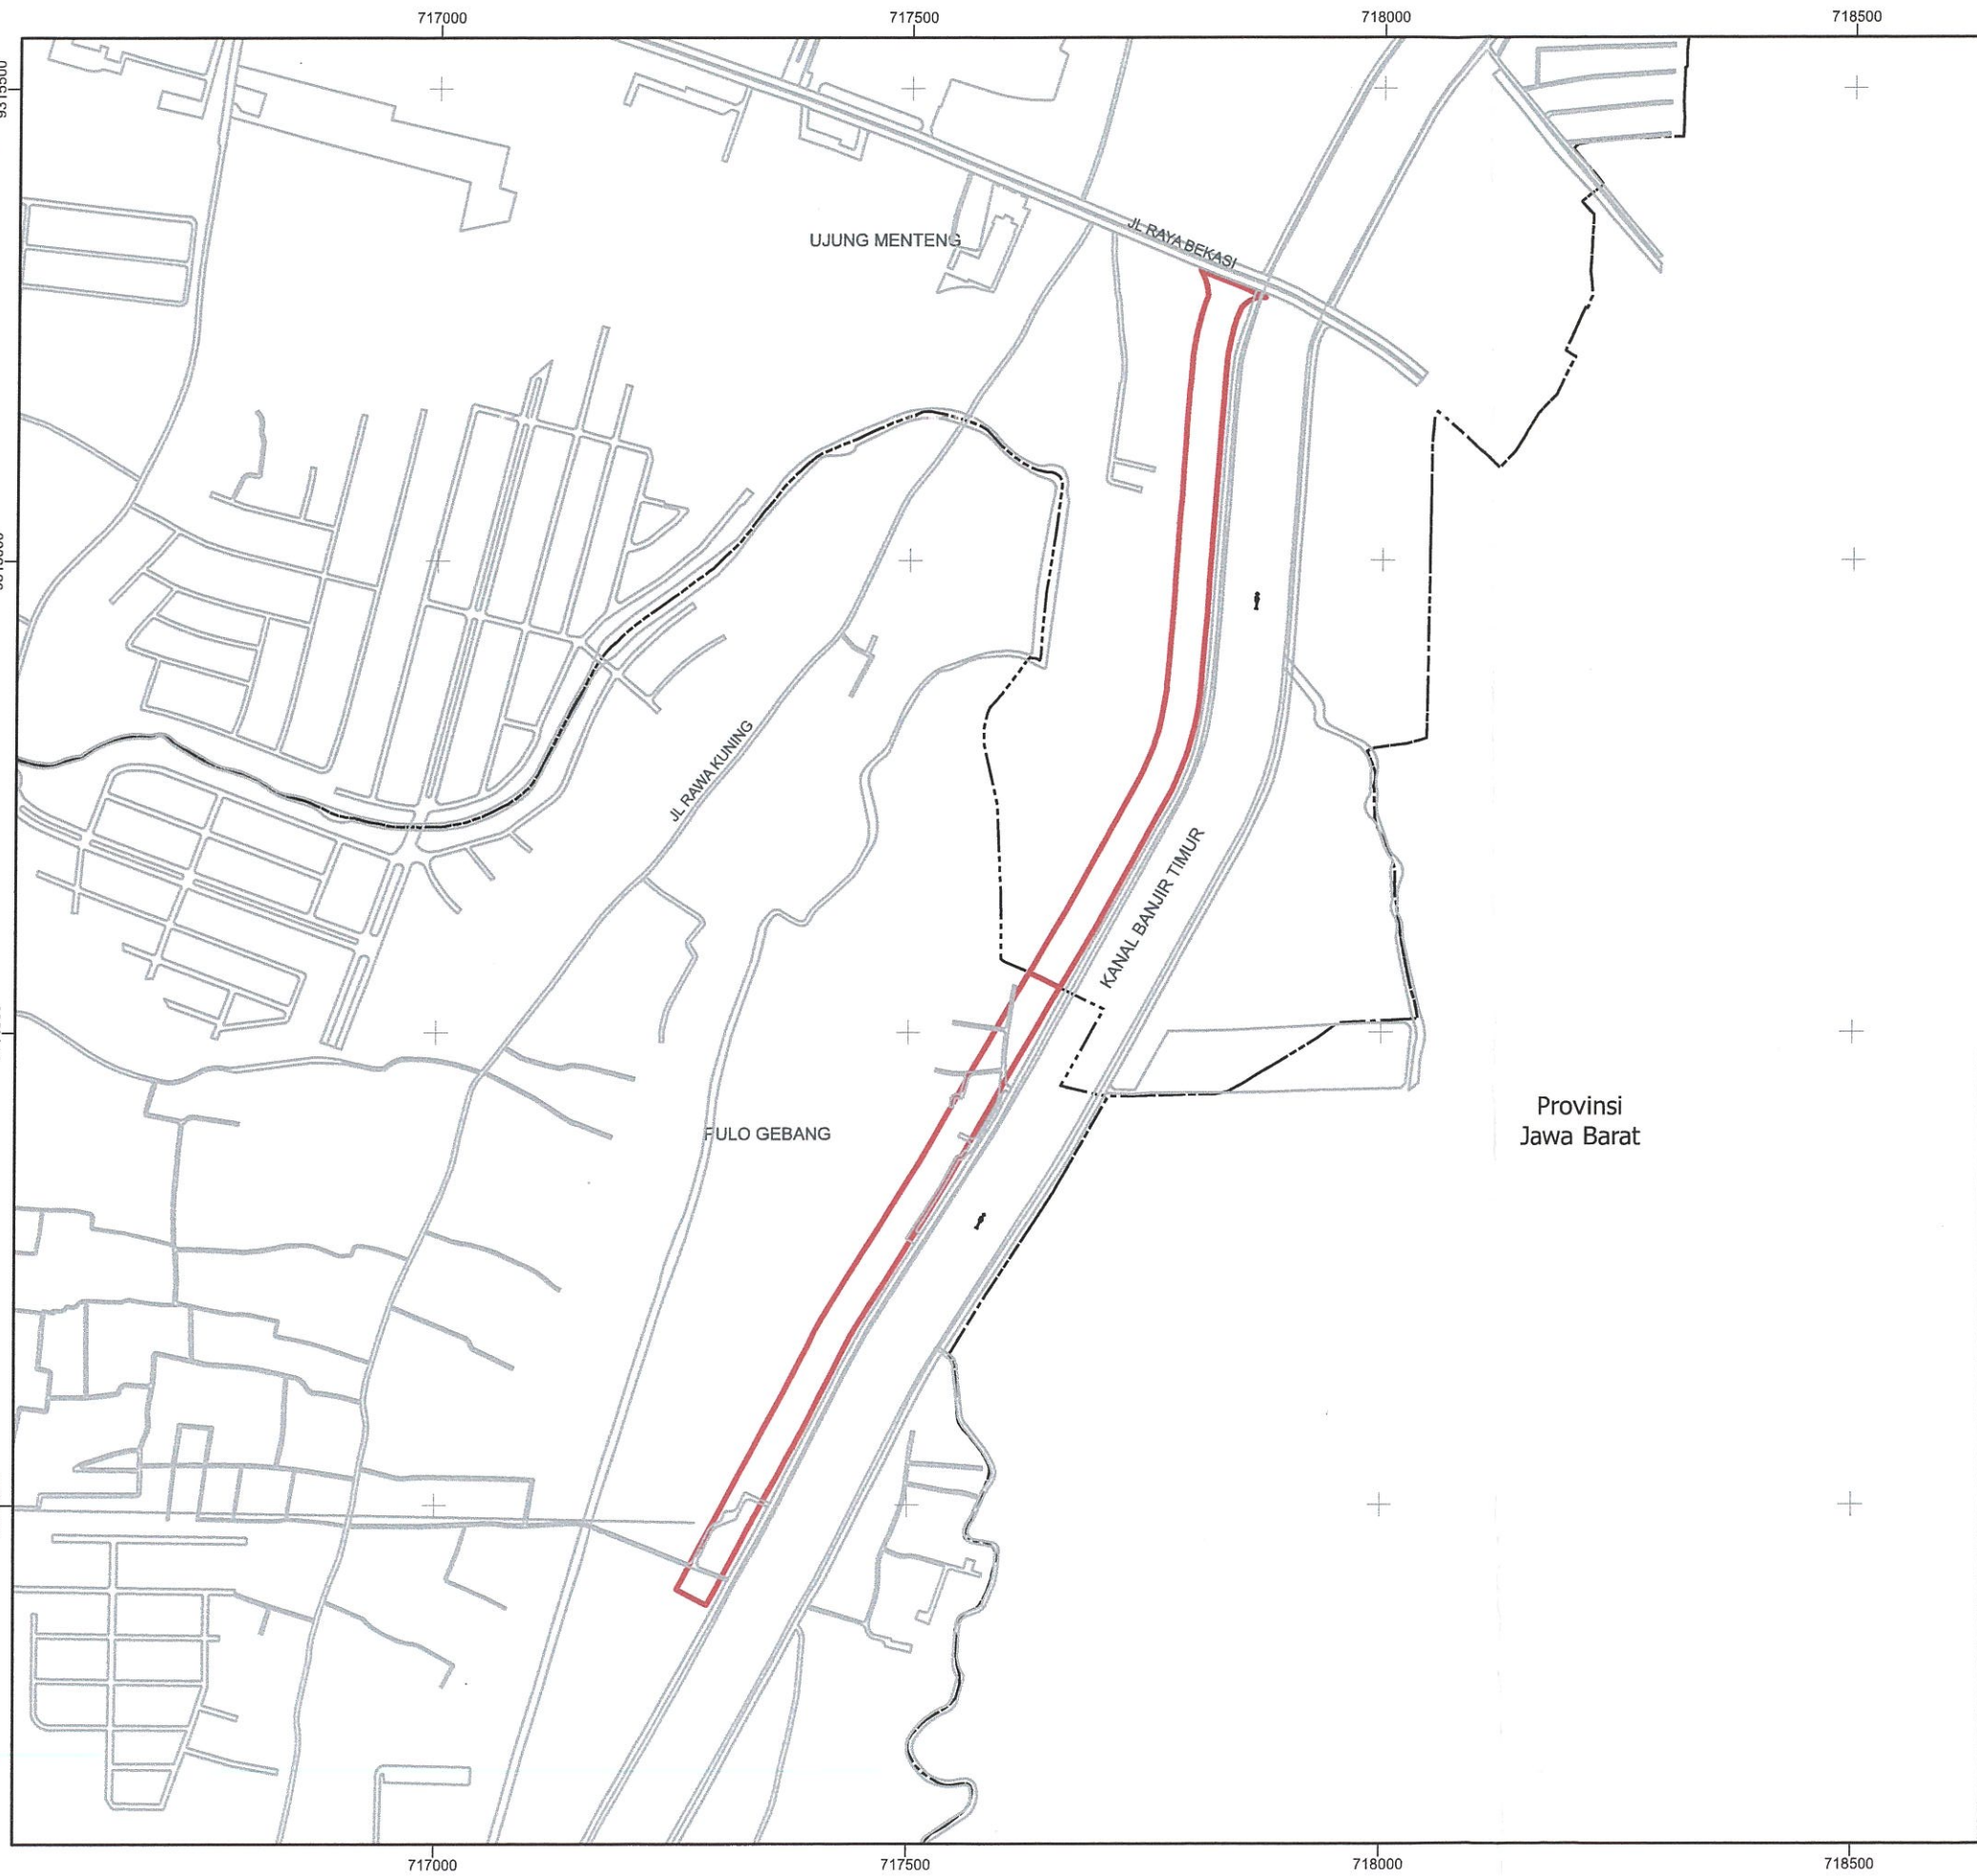 717000
717500
718000
718500
UJUNG MENTENG
JL RAYA BEKASI
JL RAWA KUNING
KANAL BANJIR TIMUR
PULO GEBANG
Provinsi
Jawa Barat
717000
717500
718000
718500